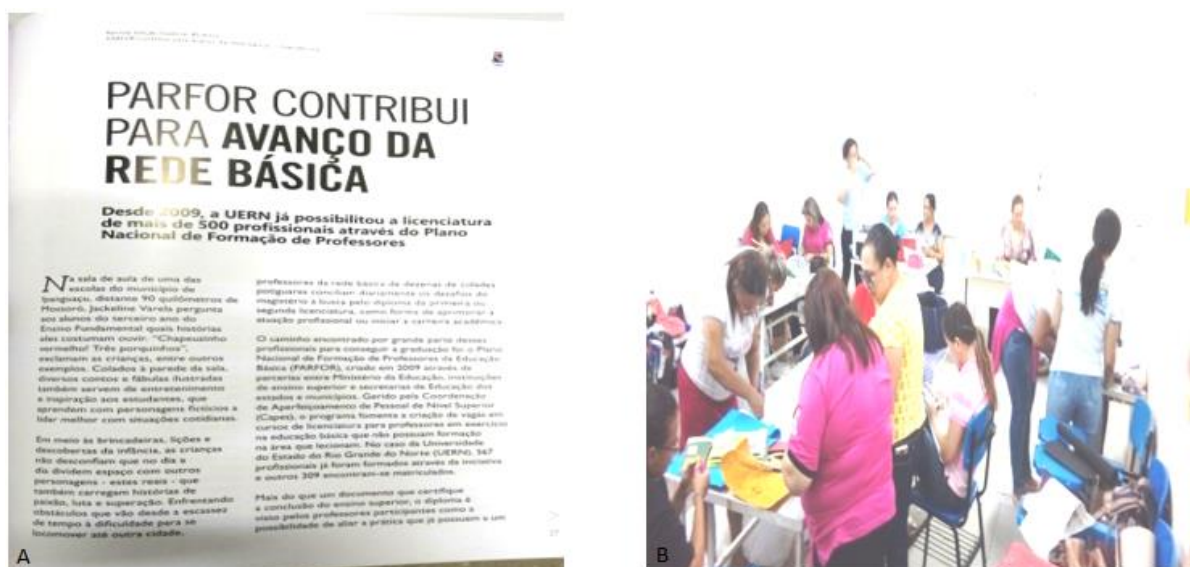 PARFOR CONTRIBUI
PARA AVANÇO DA
REDE BÁSICA
Desde 2009, a UERN já possibilitou a licenciatura
de mais de 500 profissionais através do Plano
Nacional de Formação de Professores
Na sala de aula de uma das
escolas do município de
Ipanguaçu, distante 90 quilômetros de
Mossoró, Jackeline Varela pergunta
aos alunos do terceiro ano do
Ensino Fundamental quais histórias
eles costumam ouvir. "Chapeuzinho
vermelho! Três porquinhos",
exclamam as crianças, entre outros
exemplos. Colados à parede da sala,
diversos contos e fábulas ilustradas
também servem de entretenimento
e inspiração aos estudantes, que
aprendem com personagens fictícios a
lidar melhor com situações cotidianas.
Em meio às brincadeiras, lições e
descobertas da infância, as crianças
não desconfiam que no dia a
dia dividem espaço com outros
personagens - estes reais - que
também carregam histórias de
paixão, luta e superação. Enfrentando
obstáculos que vão desde a escassez
de tempo à dificuldade para se
locomover até outra cidade,
professores da rede básica de dezenas de cidades
potiguares conciliam diariamente os desafios do
magistério à busca pelo diploma da primeira ou
segunda licenciatura, como forma de aprimorar a
atuação profissional ou iniciar a carreira acadêmica.
O caminho encontrado por grande parte desses
profissionais para conseguir a graduação foi o Plano
Nacional de Formação de Professores da Educação
Básica (PARFOR), criado em 2009 através da
parcerias entre Ministério da Educação, instituições
de ensino superior e secretarias de Educação dos
estados e municípios. Gerido pela Coordenação
de Aperfeiçoamento de Pessoal de Nível Superior
(Capes), o programa fomenta a criação de vagas em
cursos de licenciatura para professores em exercício
na educação básica que não possuam formação
na área que lecionam. No caso da Universidade
do Estado do Rio Grande do Norte (UERN), 567
profissionais já foram formados através da iniciativa
e outros 309 encontram-se matriculados.
Mais do que um documento que certifique
a conclusão do ensino superior, o diploma é
visto pelos professores participantes como a
possibilidade de aliar a prática que já possuem a um
27
A
B